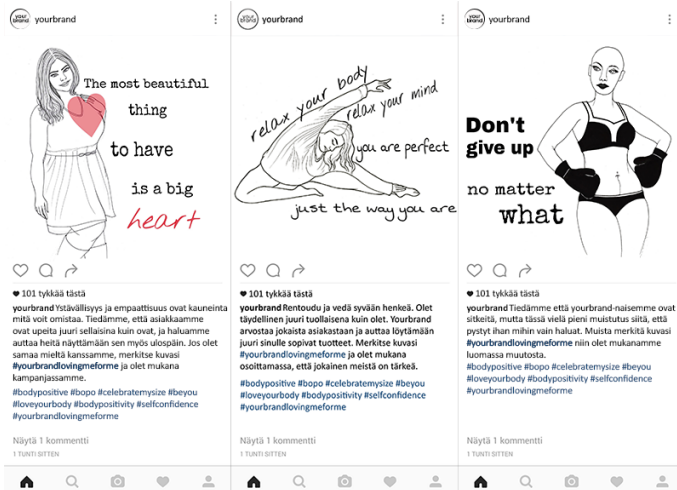 your brand
yourbrand
The most beautiful
thing
to have
is a big
heart
101 tykkää tästä
yourbrand Ystävällisyys ja empaattisuus ovat kauneinta
mitä voit omistaa. Tiedämme, että asiakkaamme
ovat upeita juuri sellaisina kuin ovat, ja haluamme
auttaa heitä näyttämään sen myös ulospäin. Jos olet
samaa mieltä kanssamme, merkitse kuvasi
#yourbrandlovingmeforme ja olet mukana
kampanjassamme.
#bodypositive #bopo #celebratemysize #beyou
#loveyourbody #bodypositivity #selfconfidence
#yourbrandlovingmeforme
Näytä 1 kommentti
1 TUNTI SITTEN
your brand
yourbrand
relax your body
relax your mind
you are perfect
just the way you are
101 tykkää tästä
yourbrand Rentoudu ja vedä syvään henkeä. Olet
täydellinen juuri tuollaisena kuin olet. Yourbrand
arvostaa jokaista asiakastaan ja auttaa löytämään
juuri sinulle sopivat tuotteet. Merkitse kuvasi
#yourbrandlovingmeforme ja ole mukana
osoittamassa, että jokainen meistä on tärkeä.
#bodypositive #bopo #celebratemysize #beyou
#loveyourbody #bodypositivity #selfconfidence
#yourbrandlovingmeforme
Näytä 1 kommentti
1 TUNTI SITTEN
your brand
yourbrand
Don't
give up
no matter
what
101 tykkää tästä
yourbrand Tiedämme että yourbrand-naisemme ovat
sitkeitä, mutta tässä vielä pieni muistutus siitä, että
pystyt ihan mihin vain haluat. Muista merkitä kuvasi
#yourbrandlovingmeforme niin olet mukanamme
luomassa muutosta.
#bodypositive #bopo #celebratemysize #beyou
#loveyourbody #bodypositivity #selfconfidence
#yourbrandlovingmeforme
Näytä 1 kommentti
1 TUNTI SITTEN